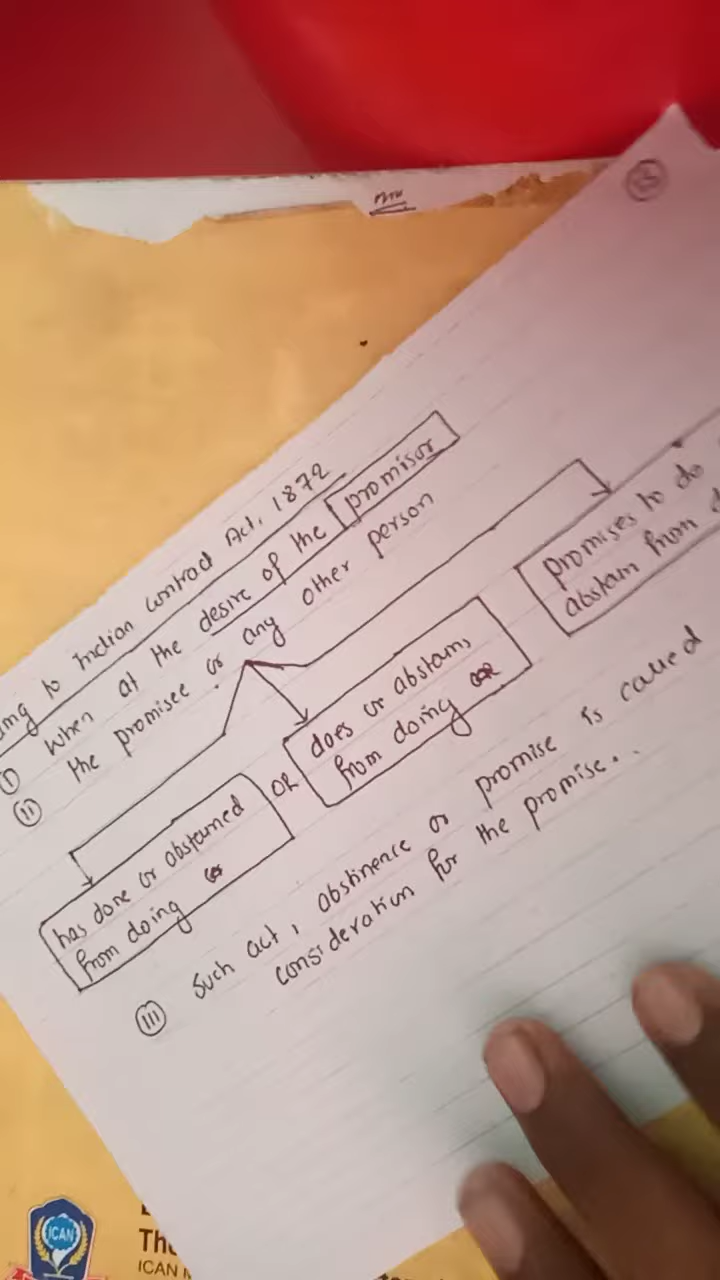 ing to Indian Contract Act, 1872
(i) When at the desire of the promisor
(ii) the promisee or any other person
has done or abstained
from doing
OR
does or abstains
from doing
promises to do
abstain from
(iii) Such act, abstinence or promise is called
consideration for the promise..
ICAN
The
ICAN